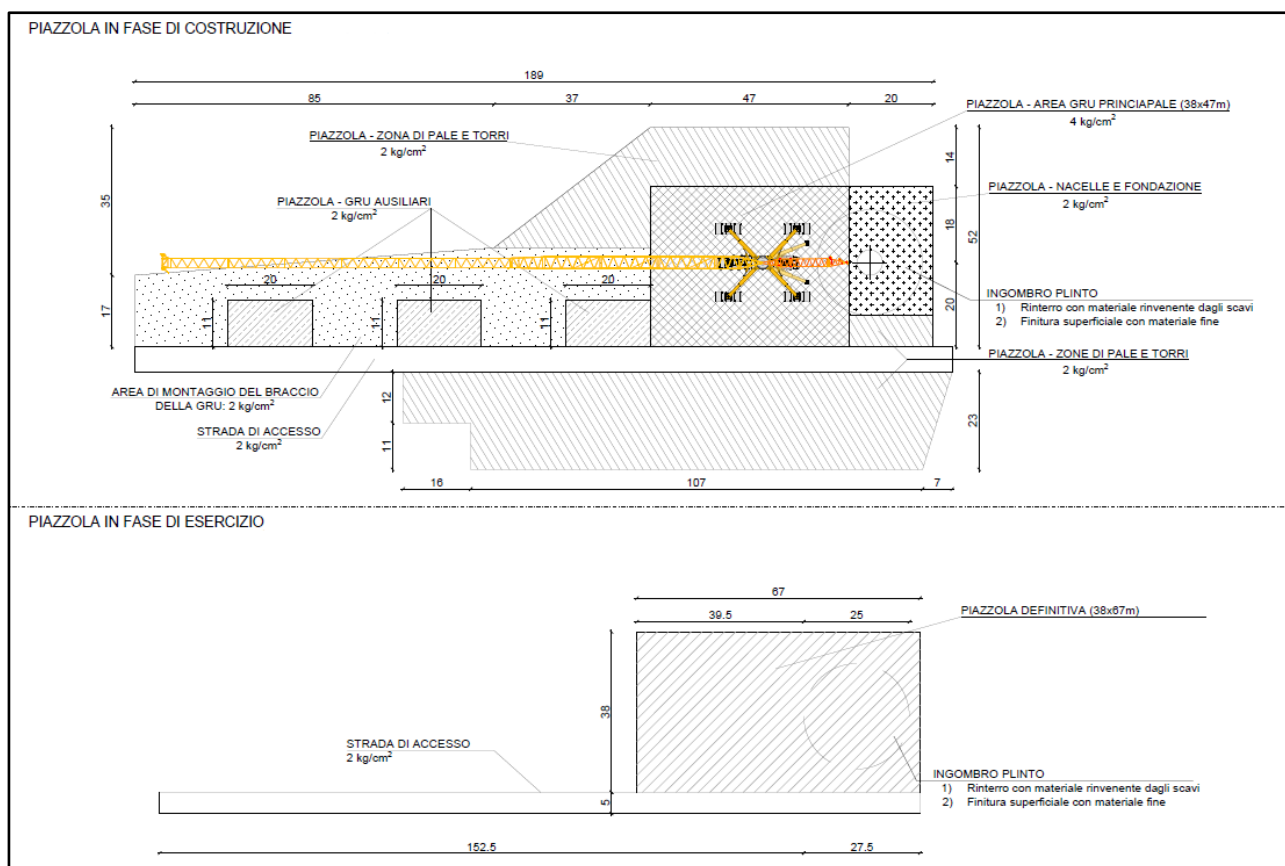 PIAZZOLA IN FASE DI COSTRUZIONE
189
85
37
47
20
PIAZZOLA - AREA GRU PRINCIAPALE (38x47m)
4 kg/cm²
PIAZZOLA - ZONA DI PALE E TORRI
2 kg/cm²
14
35
PIAZZOLA - GRU AUSILIARI
2 kg/cm²
PIAZZOLA - NACELLE E FONDAZIONE
2 kg/cm²
18
52
20
20
20
INGOMBRO PLINTO
1) Rinterro con materiale rinvenente dagli scavi
2) Finitura superficiale con materiale fine
17
11
11
11
20
PIAZZOLA - ZONE DI PALE E TORRI
2 kg/cm²
AREA DI MONTAGGIO DEL BRACCIO
DELLA GRU: 2 kg/cm²
12
STRADA DI ACCESSO
2 kg/cm²
11
23
16
107
7
PIAZZOLA IN FASE DI ESERCIZIO
67
39.5
25
PIAZZOLA DEFINITIVA (38x67m)
38
STRADA DI ACCESSO
2 kg/cm²
INGOMBRO PLINTO
1) Rinterro con materiale rinvenente dagli scavi
2) Finitura superficiale con materiale fine
5
152.5
27.5